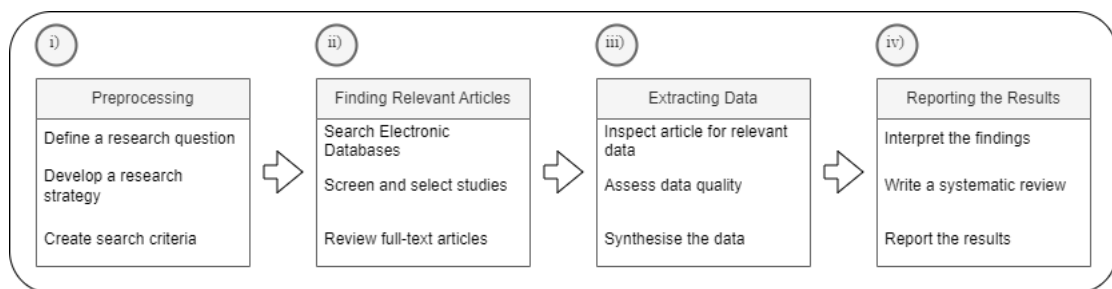 i)
Preprocessing
Define a research question
Develop a research
strategy
Create search criteria
ii)
Finding Relevant Articles
Search Electronic
Databases
Screen and select studies
Review full-text articles
iii)
Extracting Data
Inspect article for relevant
data
Assess data quality
Synthesise the data
iv)
Reporting the Results
Interpret the findings
Write a systematic review
Report the results